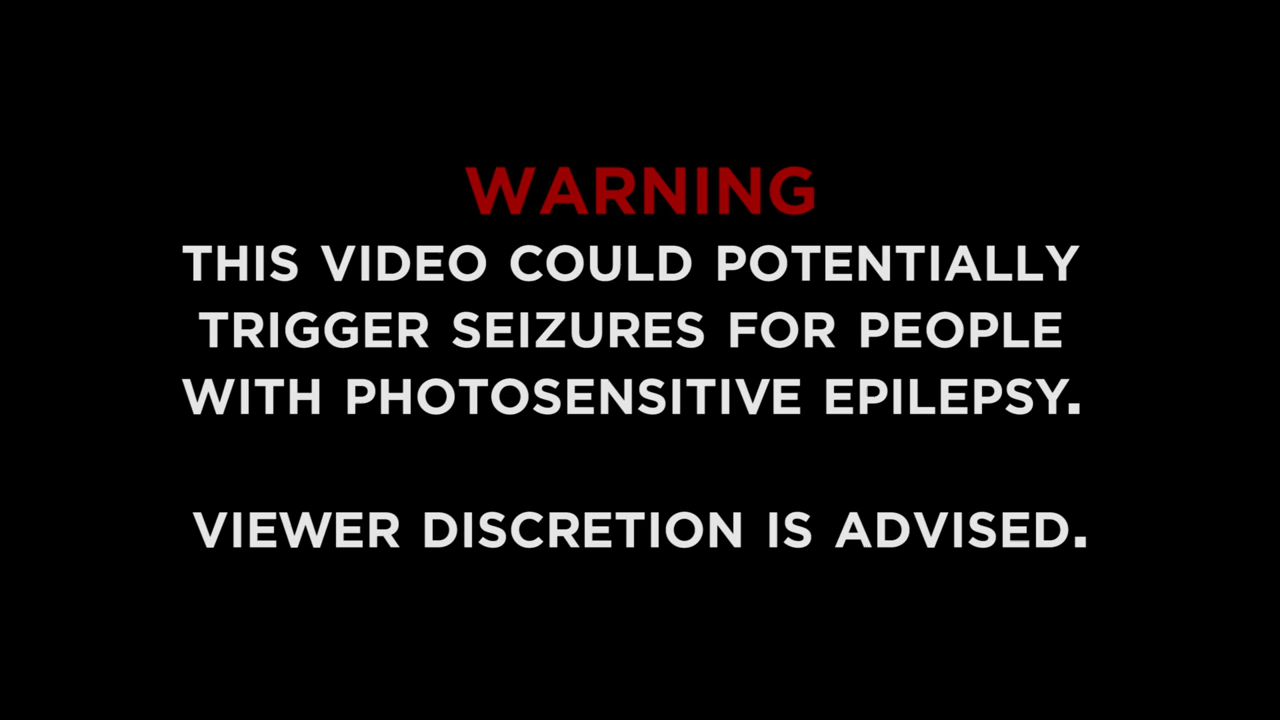 WARNING
THIS VIDEO COULD POTENTIALLY
TRIGGER SEIZURES FOR PEOPLE
WITH PHOTOSENSITIVE EPILEPSY.
VIEWER DISCRETION IS ADVISED.